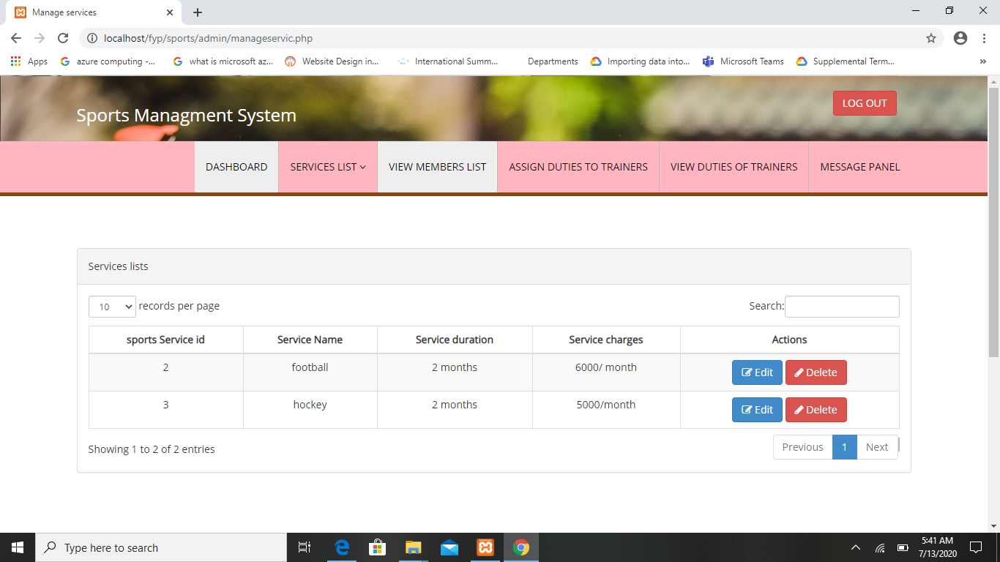 Manage services
localhost/fyp/sports/admin/manageservic.php
Apps azure computing -... what is microsoft az... Website Design in... International Summ... Departments Importing data into... Microsoft Teams Supplemental Term... »
Sports Managment System
LOG OUT
DASHBOARD SERVICES LIST VIEW MEMBERS LIST ASSIGN DUTIES TO TRAINERS VIEW DUTIES OF TRAINERS MESSAGE PANEL
Services lists
10 records per page Search:
sports Service id Service Name Service duration Service charges Actions
2 football 2 months 6000/ month Edit Delete
3 hockey 2 months 5000/month Edit Delete
Showing 1 to 2 of 2 entries Previous 1 Next
Type here to search
5:41 AM
7/13/2020